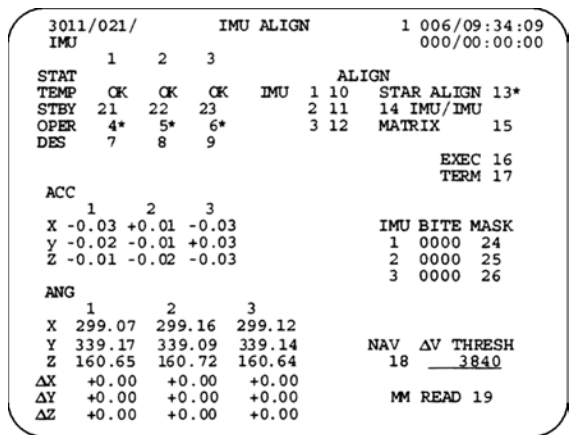 3011/021/ IMU ALIGN 1 006/09:34:09
IMU 000/00:00:00
1 2 3
STAT ALIGN
TEMP OK OK OK IMU 1 10 STAR ALIGN 13*
STBY 21 22 23 2 11 14 IMU/IMU
OPER 4* 5* 6* 3 12 MATRIX 15
DES 7 8 9
EXEC 16
TERM 17
ACC
1 2 3
X -0.03 +0.01 -0.03 IMU BITE MASK
y -0.02 -0.01 +0.03 1 0000 24
Z -0.01 -0.02 -0.03 2 0000 25
3 0000 26
ANG
1 2 3
X 299.07 299.16 299.12
Y 339.17 339.09 339.14 NAV ΔV THRESH
Z 160.65 160.72 160.64 18 3840
ΔX +0.00 +0.00 +0.00
ΔY +0.00 +0.00 +0.00 MM READ 19
ΔZ +0.00 +0.00 +0.00